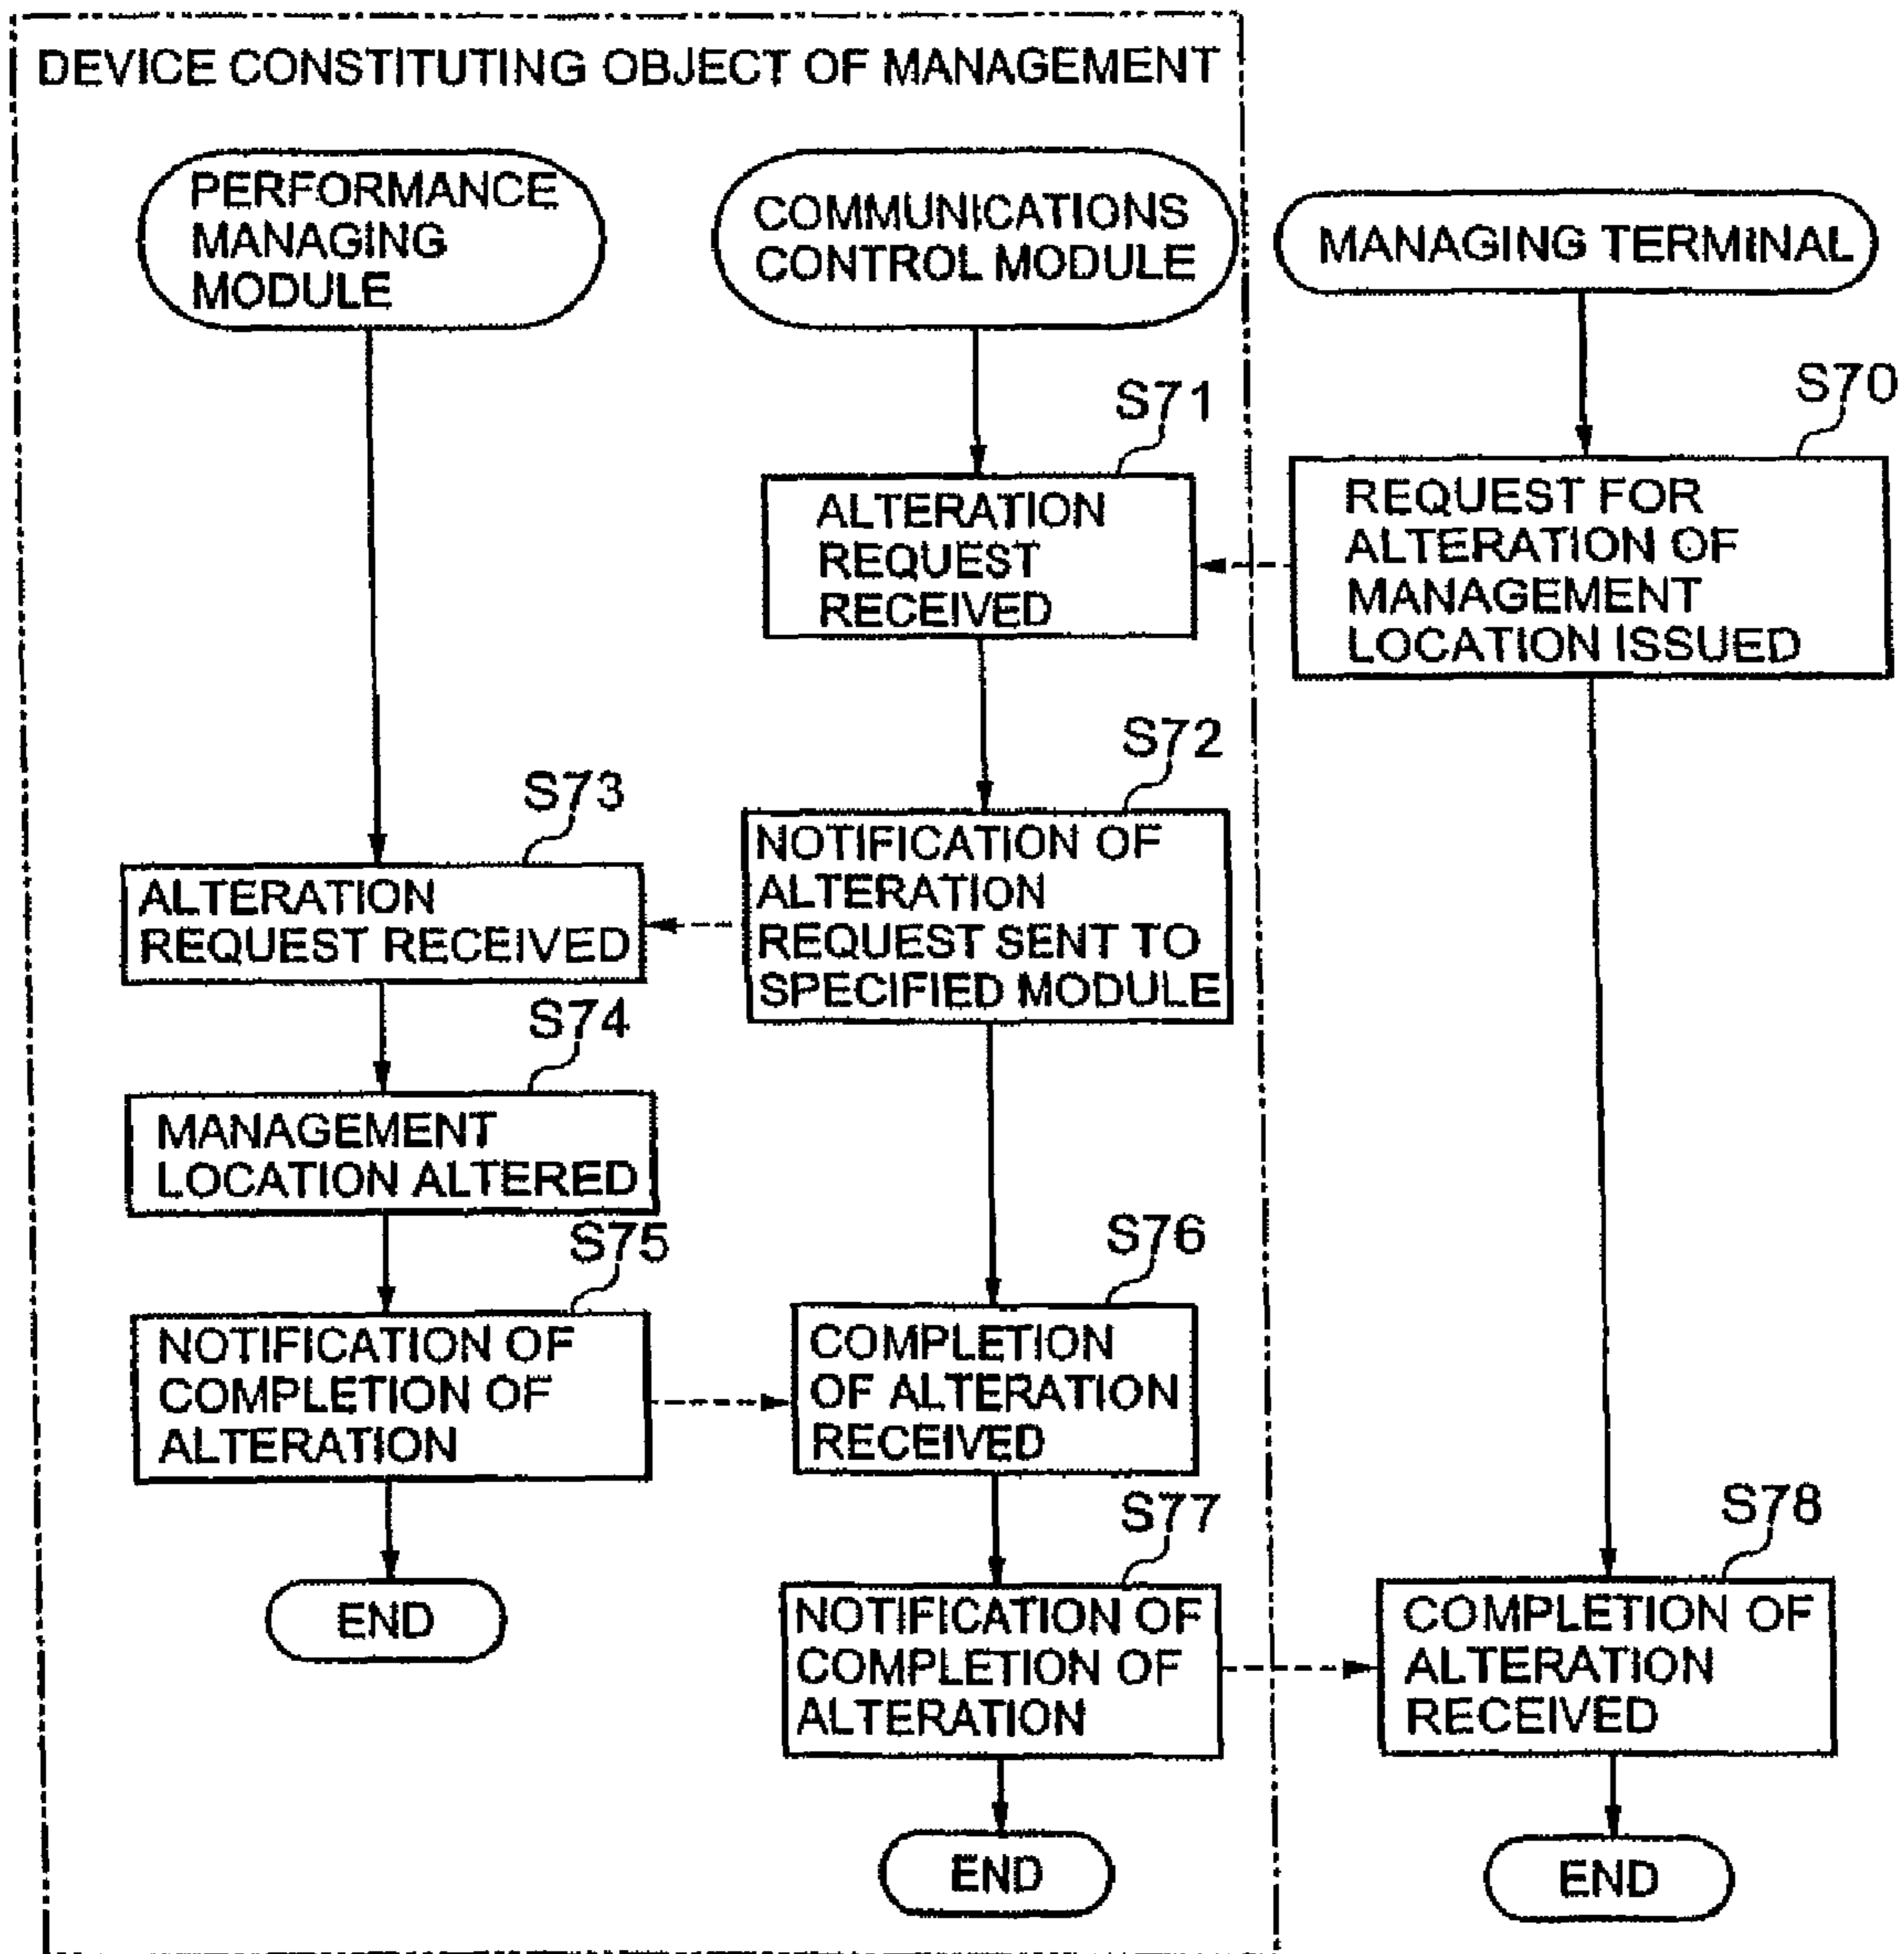 DEVICE CONSTITUTING OBJECT OF MANAGEMENT
PERFORMANCE
MANAGING
MODULE
COMMUNICATIONS
CONTROL MODULE
MANAGING TERMINAL
S70
REQUEST FOR
ALTERATION OF
MANAGEMENT
LOCATION ISSUED
S71
ALTERATION
REQUEST
RECEIVED
S72
NOTIFICATION OF
ALTERATION
REQUEST SENT TO
SPECIFIED MODULE
S73
ALTERATION
REQUEST RECEIVED
S74
MANAGEMENT
LOCATION ALTERED
S75
NOTIFICATION OF
COMPLETION OF
ALTERATION
END
S76
COMPLETION
OF ALTERATION
RECEIVED
S77
NOTIFICATION OF
COMPLETION OF
ALTERATION
END
S78
COMPLETION OF
ALTERATION
RECEIVED
END